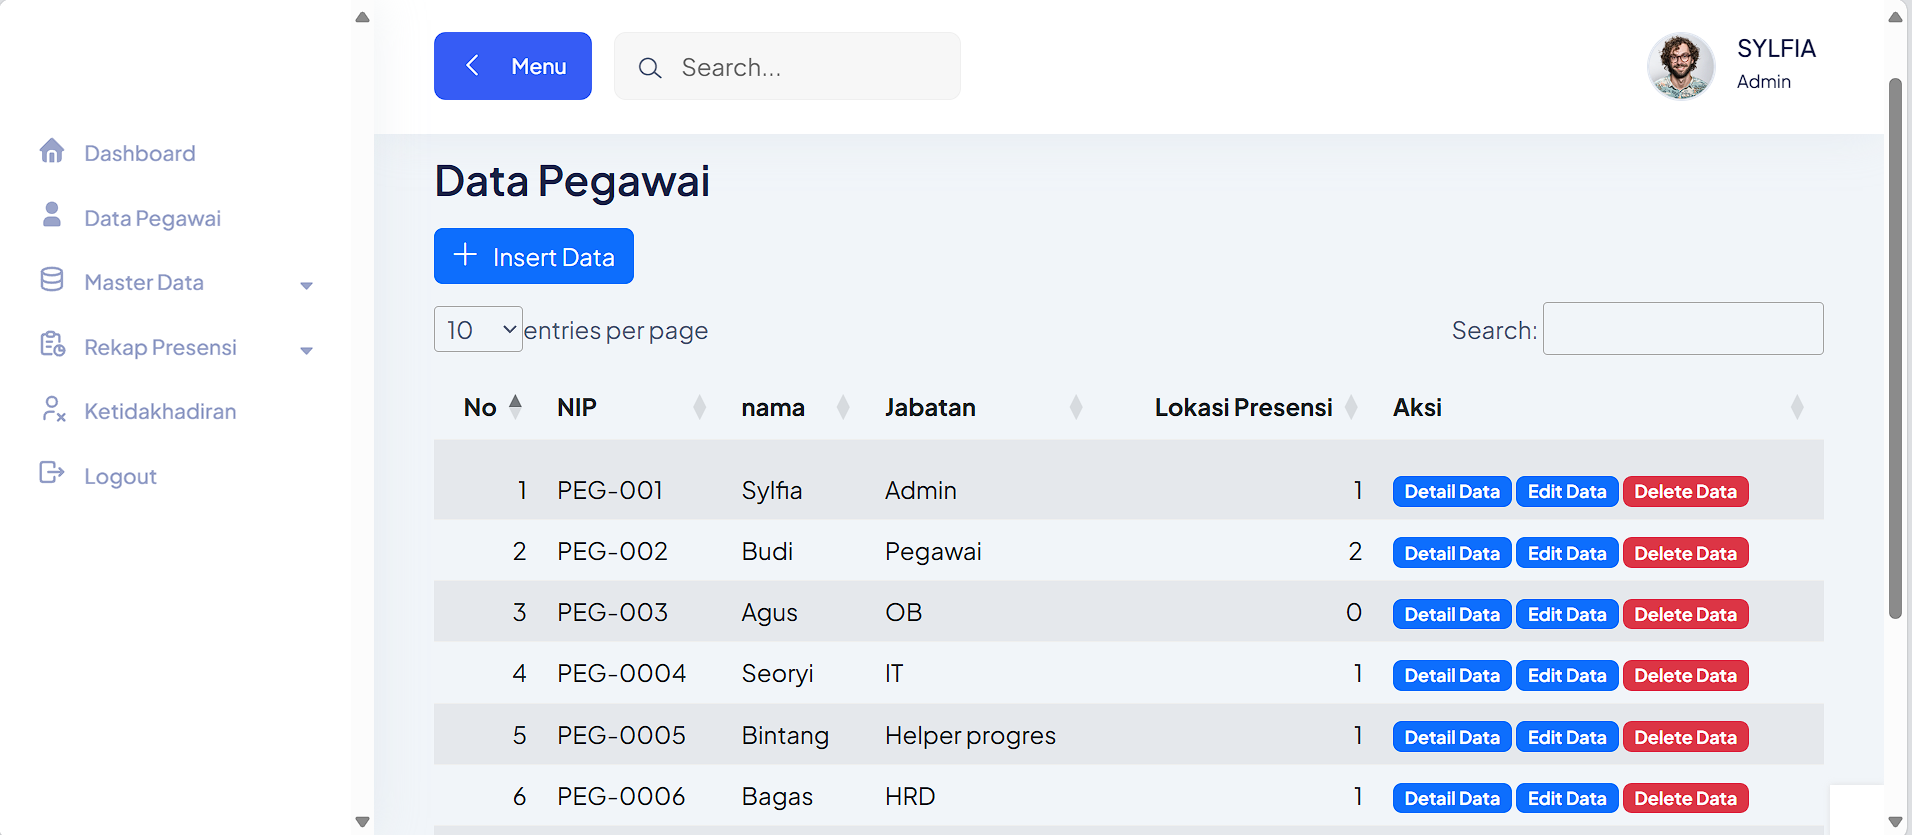 Menu
Search...
SYLFIA
Admin
Dashboard
Data Pegawai
Master Data
Rekap Presensi
Ketidakhadiran
Logout
Data Pegawai
Insert Data
10 entries per page
Search:
No NIP nama Jabatan Lokasi Presensi Aksi
1 PEG-001 Sylfia Admin 1 Detail Data Edit Data Delete Data
2 PEG-002 Budi Pegawai 2 Detail Data Edit Data Delete Data
3 PEG-003 Agus OB 0 Detail Data Edit Data Delete Data
4 PEG-0004 Seoryi IT 1 Detail Data Edit Data Delete Data
5 PEG-0005 Bintang Helper progres 1 Detail Data Edit Data Delete Data
6 PEG-0006 Bagas HRD 1 Detail Data Edit Data Delete Data